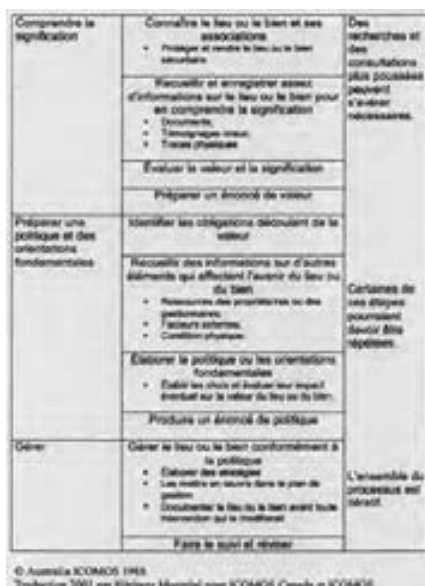 Comprendre la
signification
Connaître le lieu ou le bien et ses
associations
• Protéger et rendre le lieu ou le bien
sécuritaire
Recueillir et enregistrer assez
d'informations sur le lieu ou le bien pour
en comprendre la signification
• Documents,
• Témoignages oraux,
• Traces physiques
Évaluer la valeur et la signification
Préparer un énoncé de valeur
Des
recherches et
des
consultations
plus poussées
peuvent
s'avérer
nécessaires.
Préparer une
politique et des
orientations
fondamentales
Identifier les obligations découlant de la
valeur
Recueillir des informations sur d'autres
éléments qui affectent l'avenir du lieu ou
du bien
• Ressources des propriétaires ou des
gestionnaires,
• Facteurs externes,
• Condition physique.
Élaborer la politique ou les orientations
fondamentales
• Établir les choix et évaluer leur impact
éventuel sur la valeur du lieu ou du bien.
Produire un énoncé de politique
Certaines de
ces étapes
pourraient
devoir être
répétées.
Gérer
Gérer le lieu ou le bien conformément à
la politique
• Élaborer des stratégies
• Les mettre en œuvre dans le plan de
gestion
• Documenter le lieu ou le bien avant toute
intervention qui le modifierait
Faire le suivi et réviser
L'ensemble du
processus est
itératif.
© Australia ICOMOS 1988
Traduction 2001 par pour ICOMOS Canada et ICOMOS